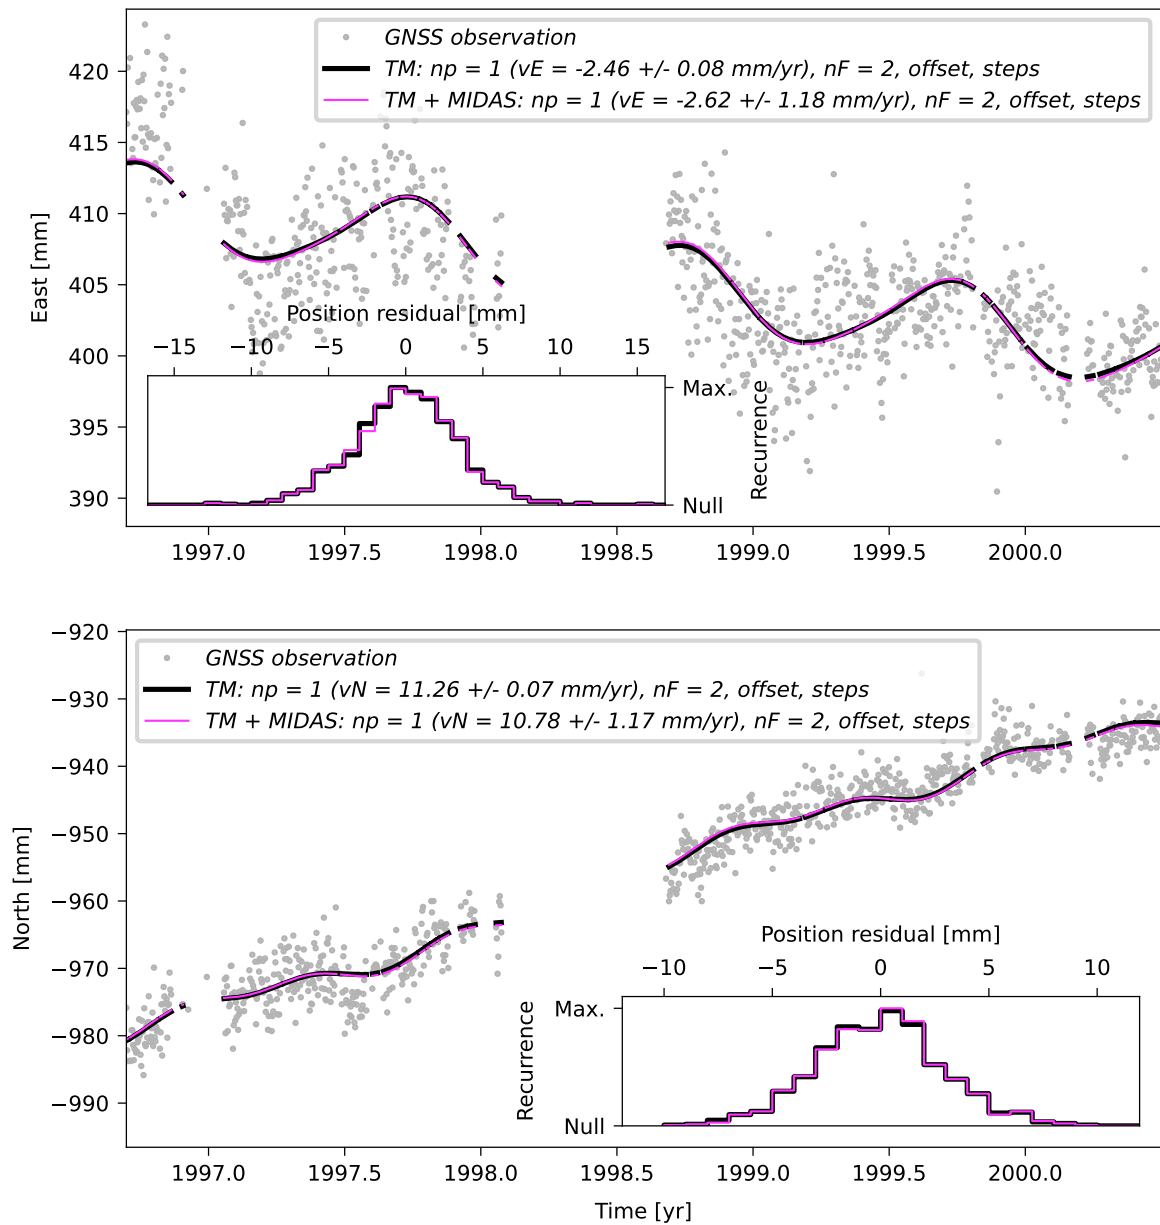 GNSS observation
TM: np = 1 (vE = -2.46 +/- 0.08 mm/yr), nF = 2, offset, steps
TM + MIDAS: np = 1 (vE = -2.62 +/- 1.18 mm/yr), nF = 2, offset, steps
420
415
410
405
400
395
390
East [mm]
Position residual [mm]
−15 −10 −5 0 5 10 15
Max.
Null
Recurrence
1997.0 1997.5 1998.0 1998.5 1999.0 1999.5 2000.0
GNSS observation
TM: np = 1 (vN = 11.26 +/- 0.07 mm/yr), nF = 2, offset, steps
TM + MIDAS: np = 1 (vN = 10.78 +/- 1.17 mm/yr), nF = 2, offset, steps
−920
−930
−940
−950
−960
−970
−980
−990
North [mm]
Position residual [mm]
−10 −5 0 5 10
Max.
Null
Recurrence
1997.0 1997.5 1998.0 1998.5 1999.0 1999.5 2000.0
Time [yr]